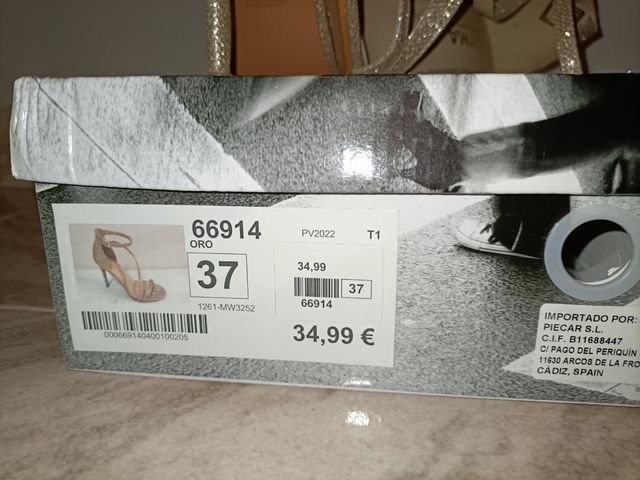 66914
PV2022
T1
ORO
37
34,99
37
66914
1261-MW3252
34,99 €
000669140400100205
IMPORTADO POR:
PIECAR S.L.
C.I.F. B11688447
C/ PAGO DEL PERIQUÍN
11630 ARCOS DE LA FRO
CÁDIZ, SPAIN